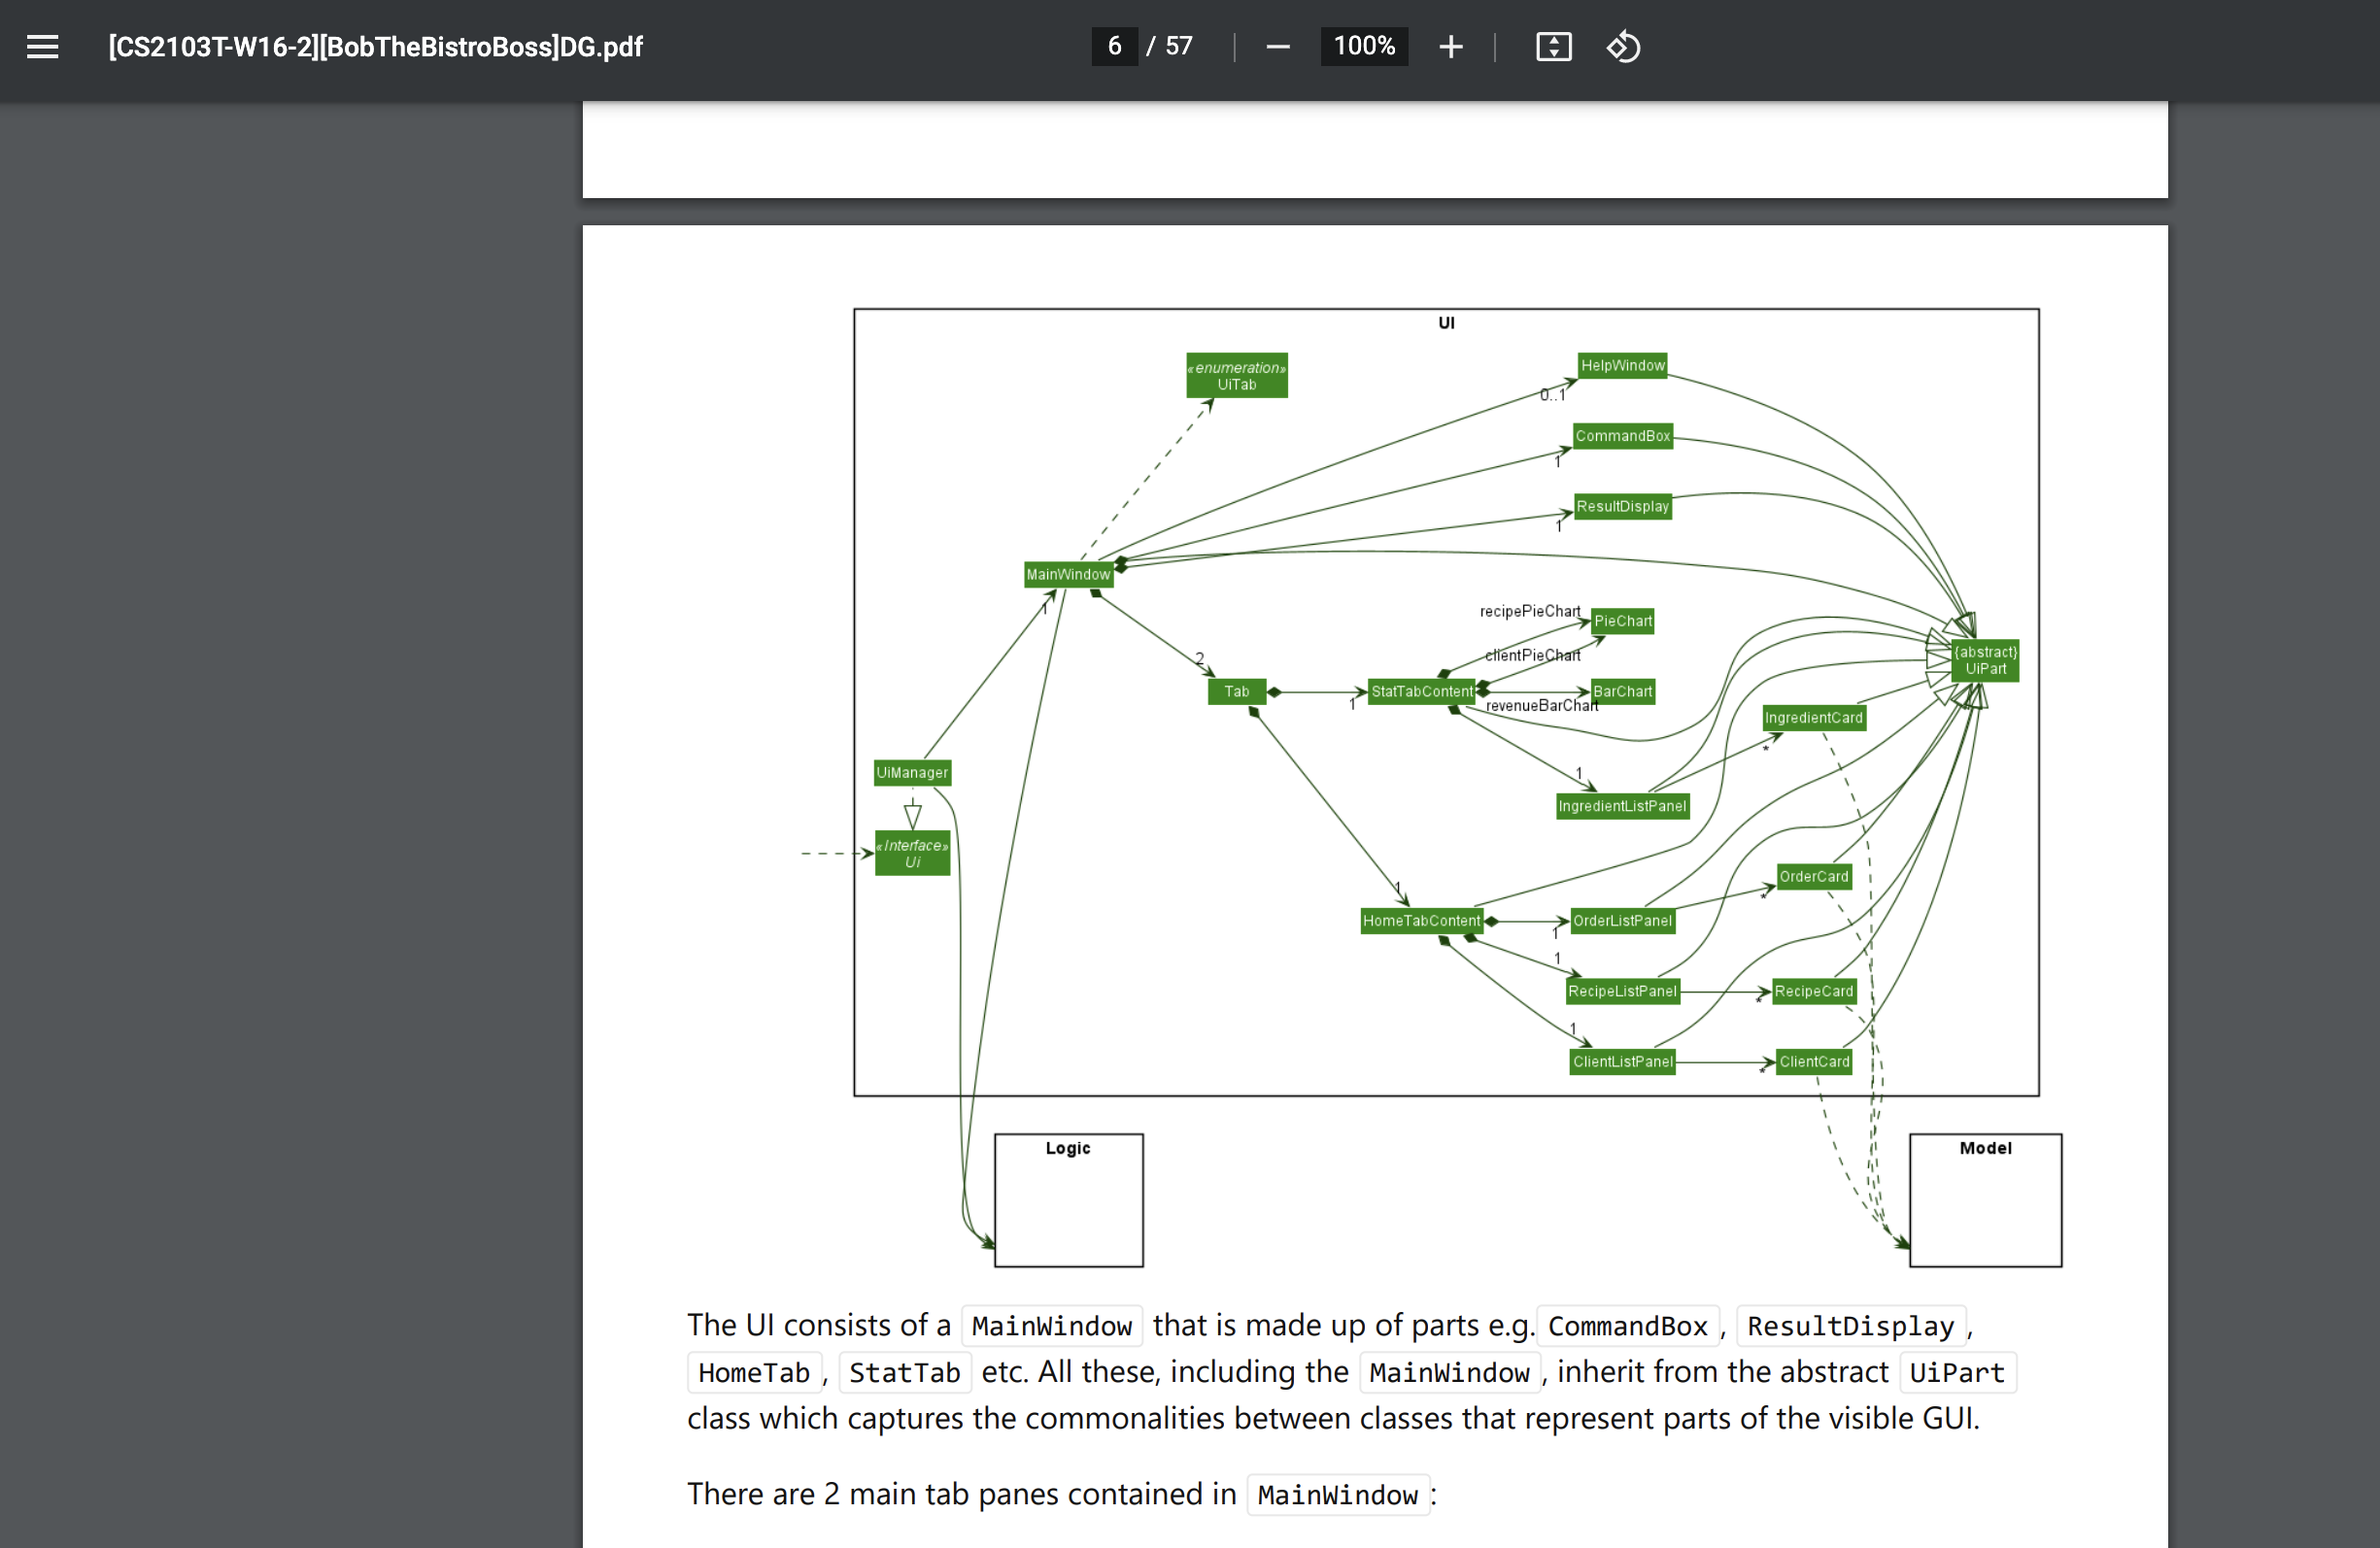 [CS2103T-W16-2][BobTheBistroBoss]DG.pdf
6 / 57
100%
UI
«enumeration»
UiTab
HelpWindow
0..1
CommandBox
1
ResultDisplay
1
MainWindow
1
recipePieChart
PieChart
clientPieChart
{abstract}
UiPart
2
Tab
1
StatTabContent
BarChart
revenueBarChart
IngredientCard
*
UiManager
1
IngredientListPanel
«Interface»
Ui
OrderCard
*
1
HomeTabContent
OrderListPanel
1
1
RecipeListPanel
RecipeCard
*
1
ClientListPanel
ClientCard
*
Logic
Model
The UI consists of a MainWindow that is made up of parts e.g. CommandBox , ResultDisplay ,
HomeTab , StatTab etc. All these, including the MainWindow , inherit from the abstract UiPart
class which captures the commonalities between classes that represent parts of the visible GUI.
There are 2 main tab panes contained in MainWindow :